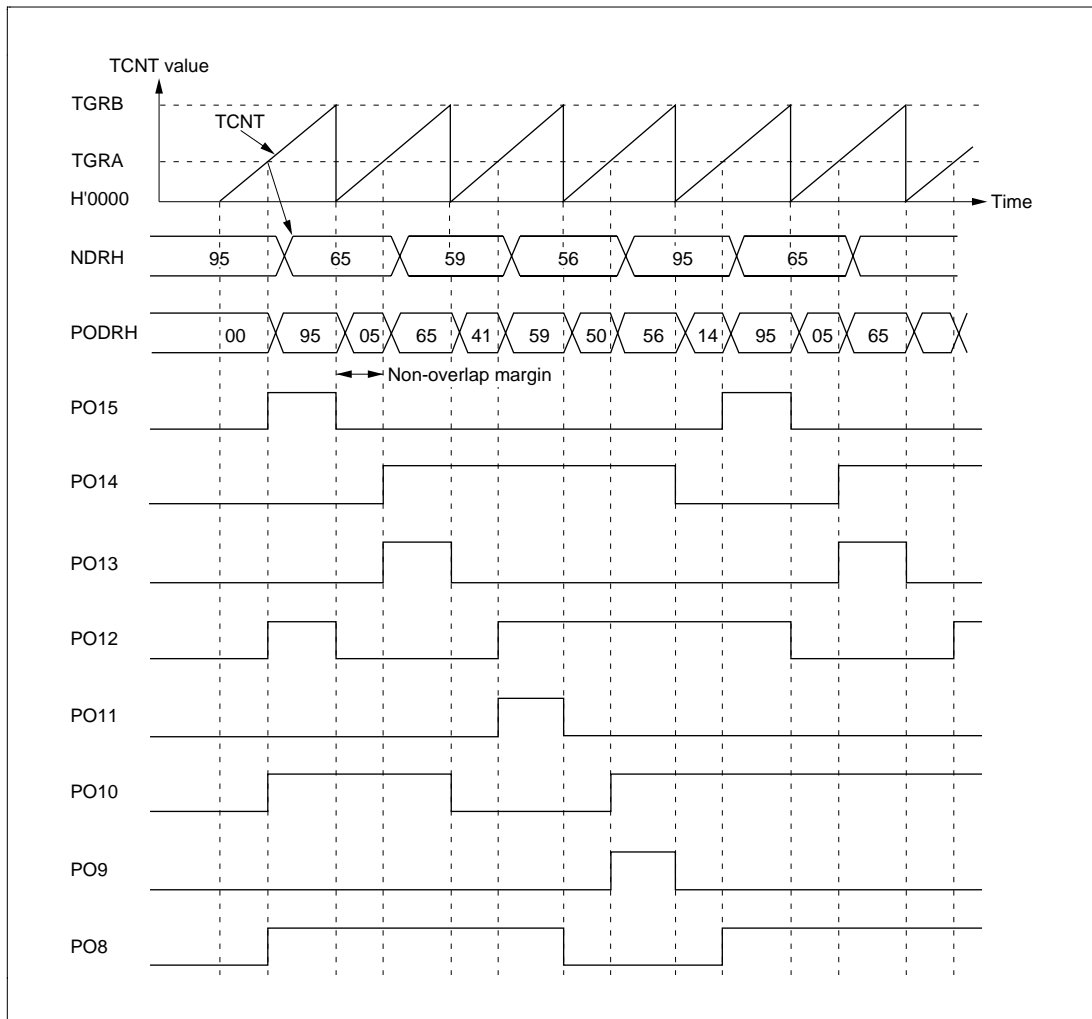 TCNT value
TGRB
TCNT
TGRA
H'0000
Time
NDRH 95 65 59 56 95 65
PODRH 00 95 05 65 41 59 50 56 14 95 05 65
Non-overlap margin
PO15
PO14
PO13
PO12
PO11
PO10
PO9
PO8